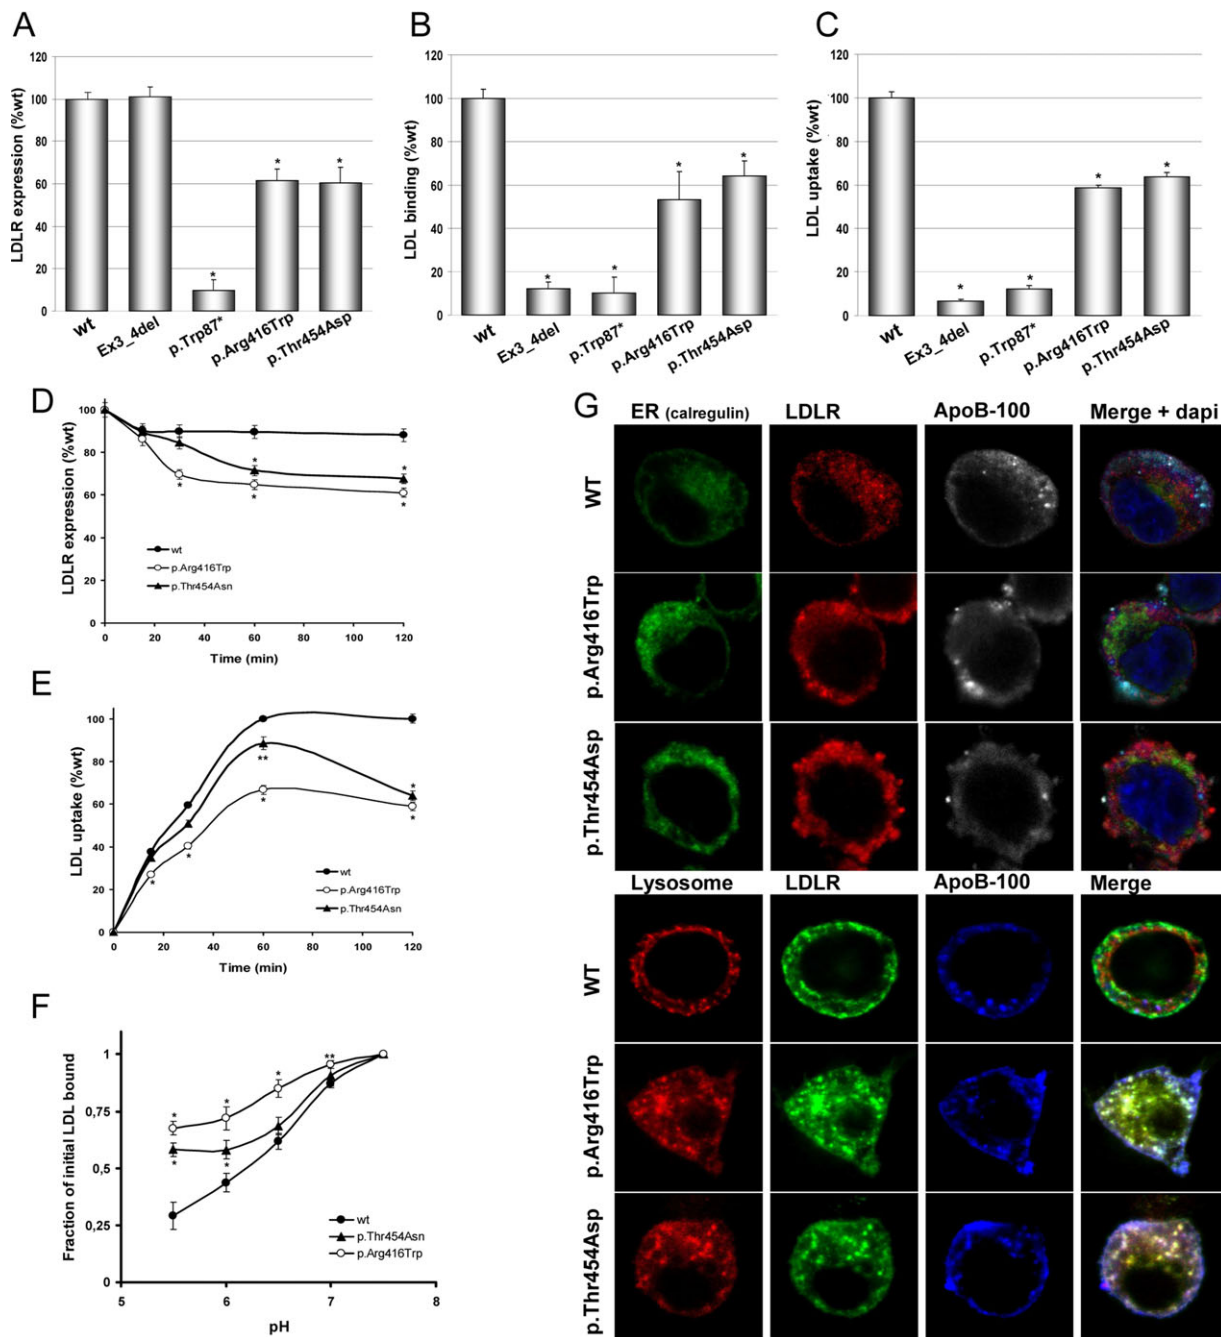 A
120
100
80
60
40
20
0
LDLR expression (%wt)
*
*
*
wt
Ex3_4del
p.Trp87*
p.Arg416Trp
p.Thr454Asp
B
120
100
80
60
40
20
0
LDL binding (%wt)
*
*
*
*
wt
Ex3_4del
p.Trp87*
p.Arg416Trp
p.Thr454Asp
C
120
100
80
60
40
20
0
LDL uptake (%wt)
*
*
*
*
wt
Ex3_4del
p.Trp87*
p.Arg416Trp
p.Thr454Asp
D
100
80
60
40
20
0
LDLR expression (%wt)
*
*
*
*
*
wt
p.Arg416Trp
p.Thr454Asn
0 20 40 60 80 100 120
Time (min)
E
100
80
60
40
20
0
LDL uptake (%wt)
**
*
*
*
*
*
wt
p.Arg416Trp
p.Thr454Asn
0 20 40 60 80 100 120
Time (min)
F
1
0,75
0,5
0,25
0
Fraction of initial LDL bound
**
*
*
*
*
*
wt
p.Thr454Asn
p.Arg416Trp
5 6 7 8
pH
G
ER (calregulin) LDLR ApoB-100 Merge + dapi
WT
p.Arg416Trp
p.Thr454Asp
Lysosome LDLR ApoB-100 Merge
WT
p.Arg416Trp
p.Thr454Asp